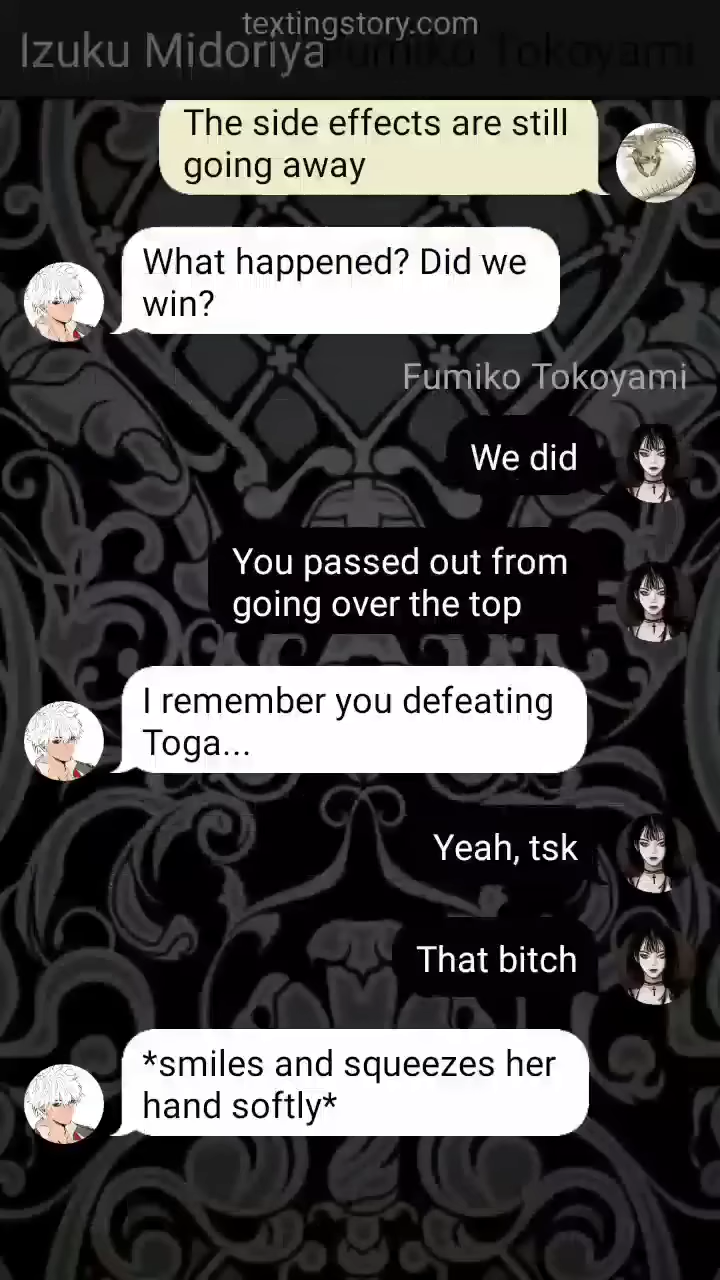 textingstory.com
Izuku Midoriya Fumiko Tokoyami
The side effects are still
going away
What happened? Did we
win?
Fumiko Tokoyami
We did
You passed out from
going over the top
I remember you defeating
Toga...
Yeah, tsk
That bitch
*smiles and squeezes her
hand softly*